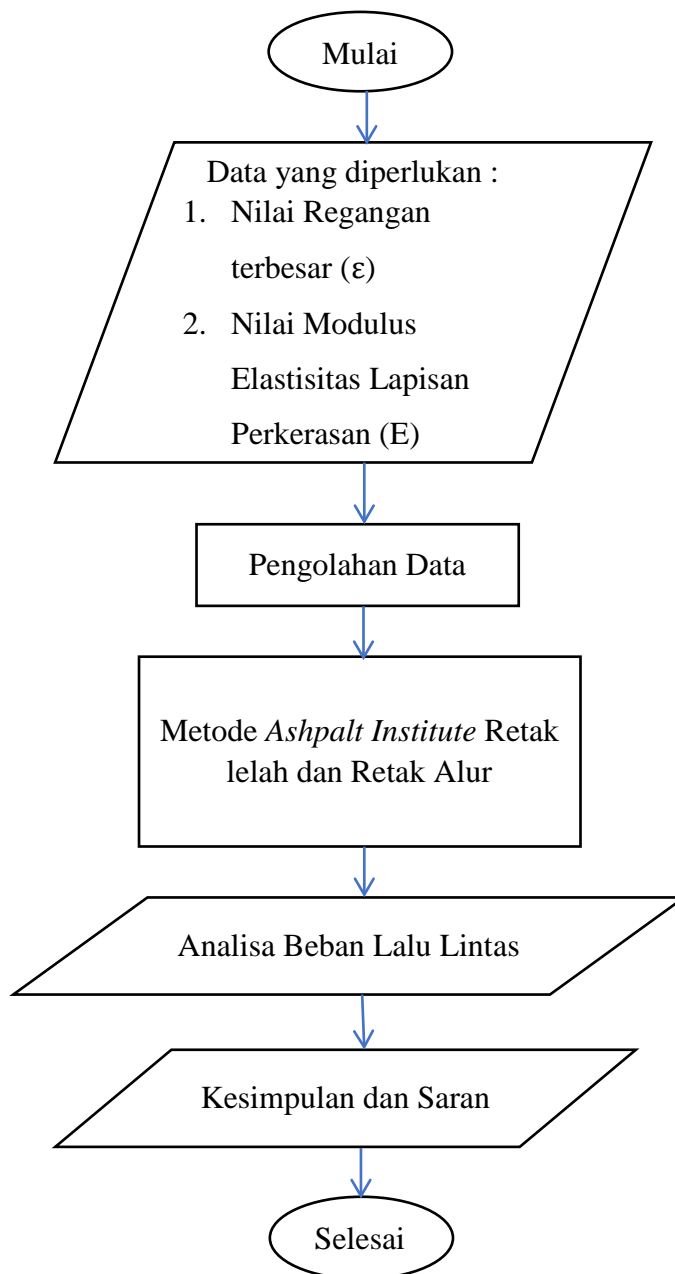 Mulai
Data yang diperlukan :
1. Nilai Regangan
terbesar (ε)
2. Nilai Modulus
Elastisitas Lapisan
Perkerasan (E)
Pengolahan Data
Metode Ashpalt Institute Retak
lelah dan Retak Alur
Analisa Beban Lalu Lintas
Kesimpulan dan Saran
Selesai